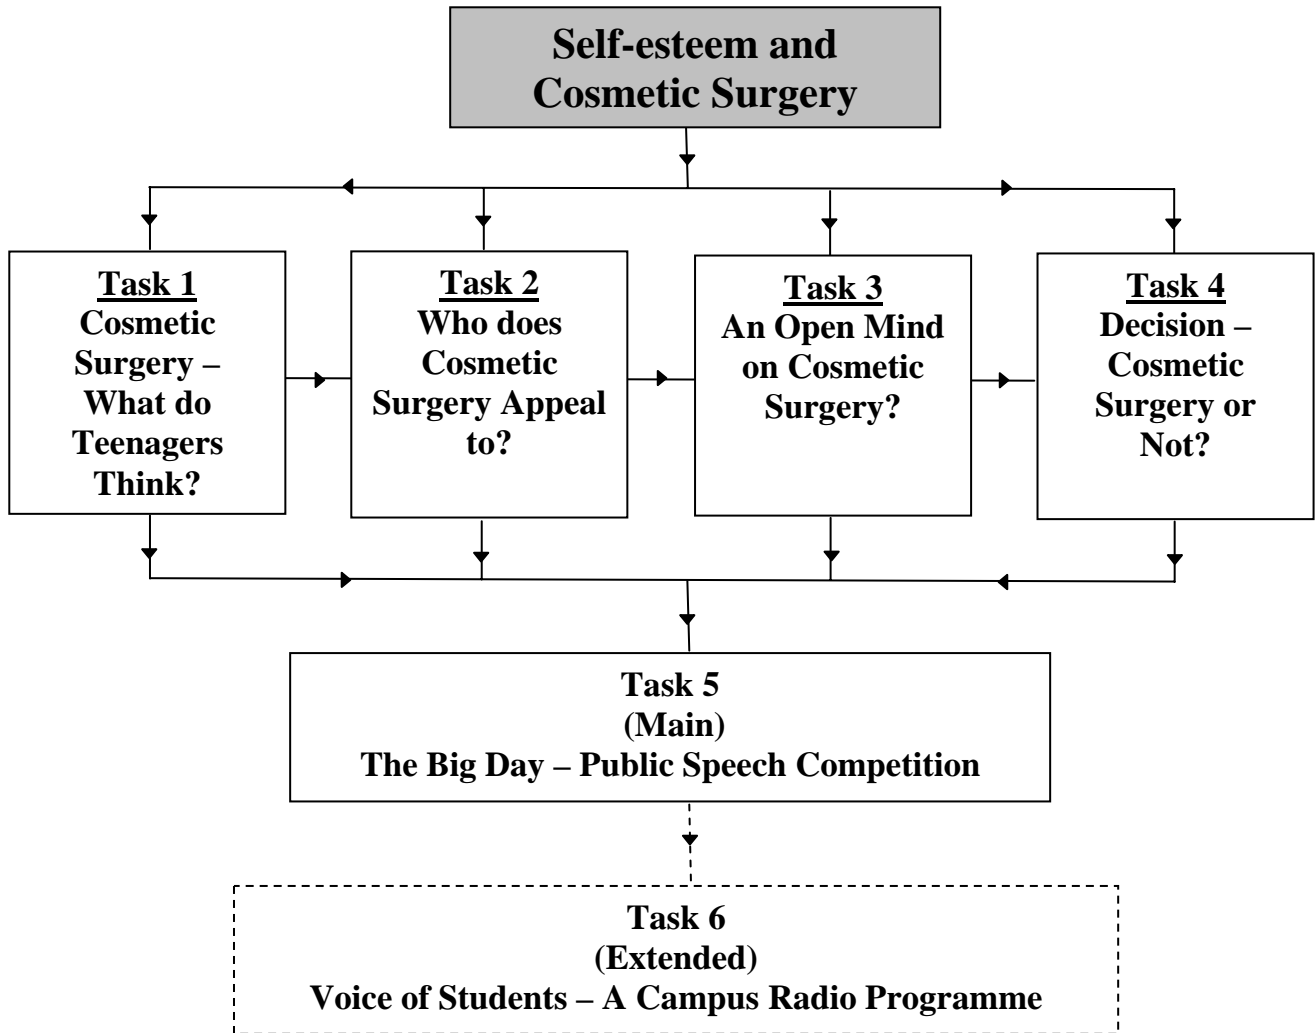 Self-esteem and
Cosmetic Surgery
Task 1
Cosmetic
Surgery –
What do
Teenagers
Think?
Task 2
Who does
Cosmetic
Surgery Appeal
to?
Task 3
An Open Mind
on Cosmetic
Surgery?
Task 4
Decision –
Cosmetic
Surgery or
Not?
Task 5
(Main)
The Big Day – Public Speech Competition
Task 6
(Extended)
Voice of Students – A Campus Radio Programme